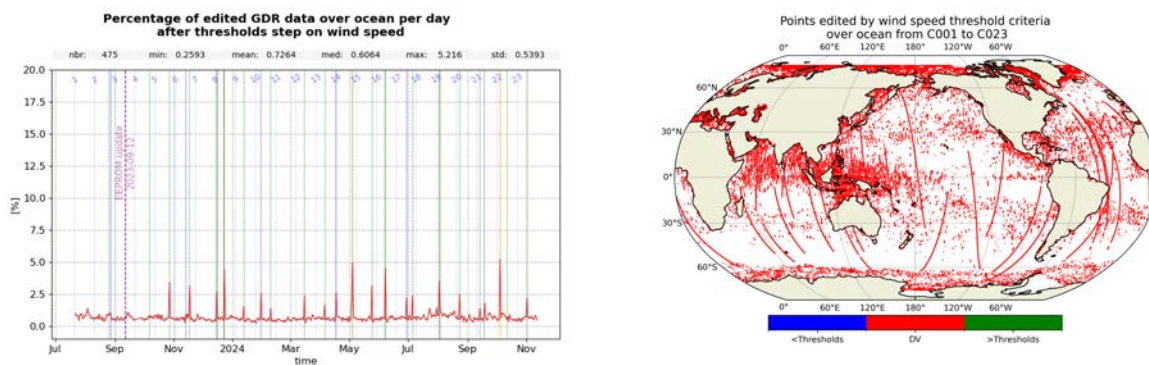 Percentage of edited GDR data over ocean per day
after thresholds step on wind speed
nbr: 475 min: 0.2593 mean: 0.7264 med: 0.6064 max: 5.216 std: 0.5393
20.0
1 2 3 4 5 6 7 8 9 10 11 12 13 14 15 16 17 18 19 20 21 22 23
17.5
15.0
12.5
10.0
7.5
5.0
2.5
0.0
[%]
EEPROM update
2023-09-12
Jul Sep Nov 2024 Mar May Jul Sep Nov
time
Points edited by wind speed threshold criteria
over ocean from C001 to C023
0° 60°E 120°E 180° 120°W 60°W
60°N
30°N
0°
30°S
60°S
0° 60°E 120°E 180° 120°W 60°W
<Thresholds DV >Thresholds